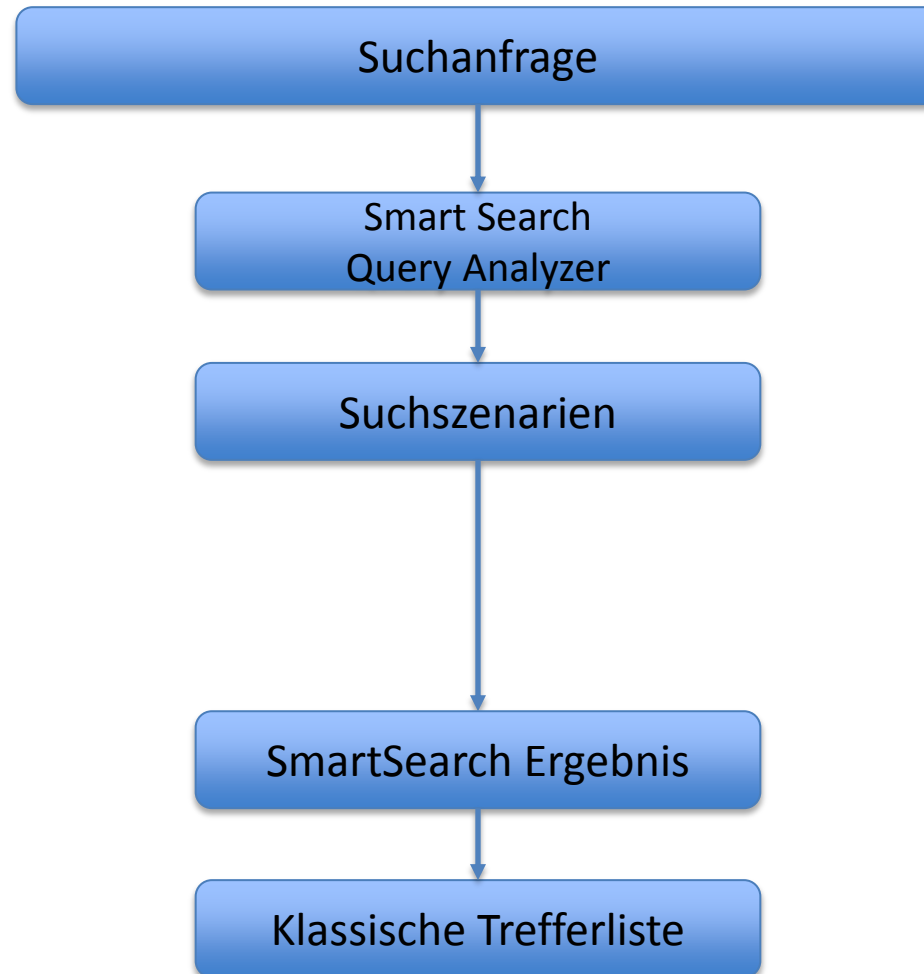 Suchanfrage
Smart Search
Query Analyzer
Suchszenarien
SmartSearch Ergebnis
Klassische Trefferliste